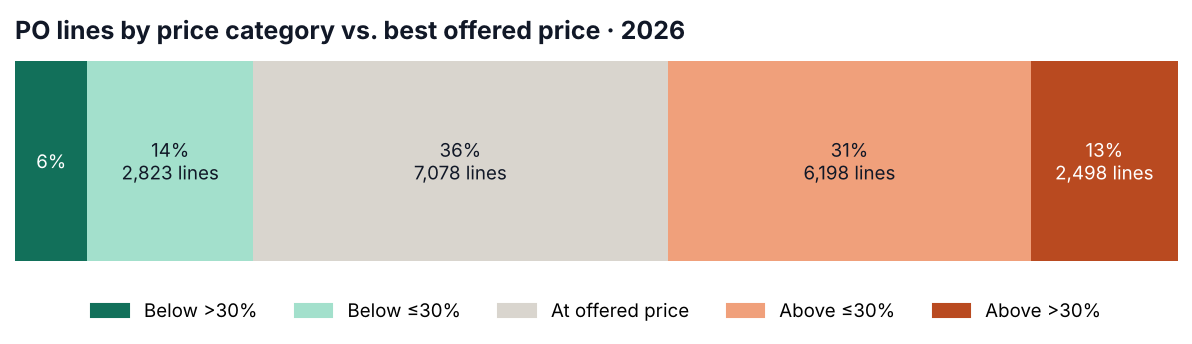 PO lines by price category vs. best offered price · 2026
6%
14%
2,823 lines
36%
7,078 lines
31%
6,198 lines
13%
2,498 lines
Below >30%
Below ≤30%
At offered price
Above ≤30%
Above >30%